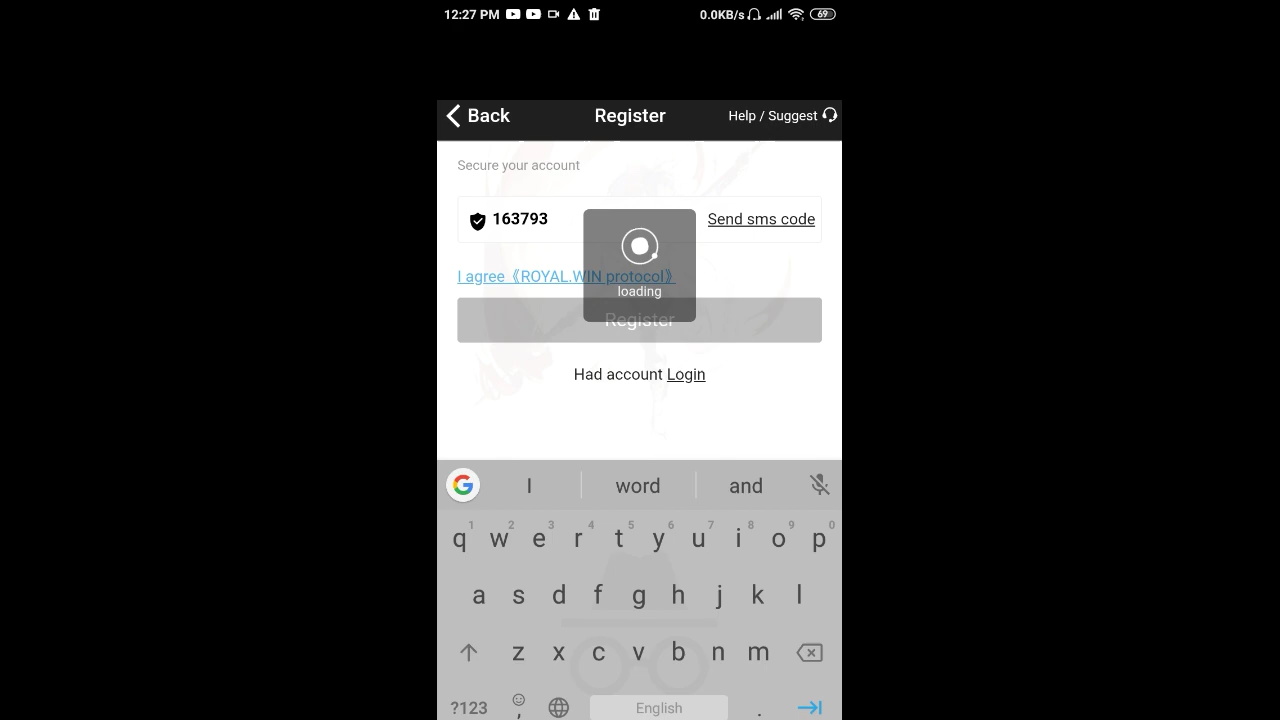 12:27 PM 0.0KB/s 69
Back Register Help / Suggest
Secure your account
163793 Send sms code
I agree《ROYAL.WIN protocol》
loading
Register
Had account Login
I word and
1 2 3 4 5 6 7 8 9 0
q w e r t y u i o p
a s d f g h j k l
z x c v b n m
?123 , English .